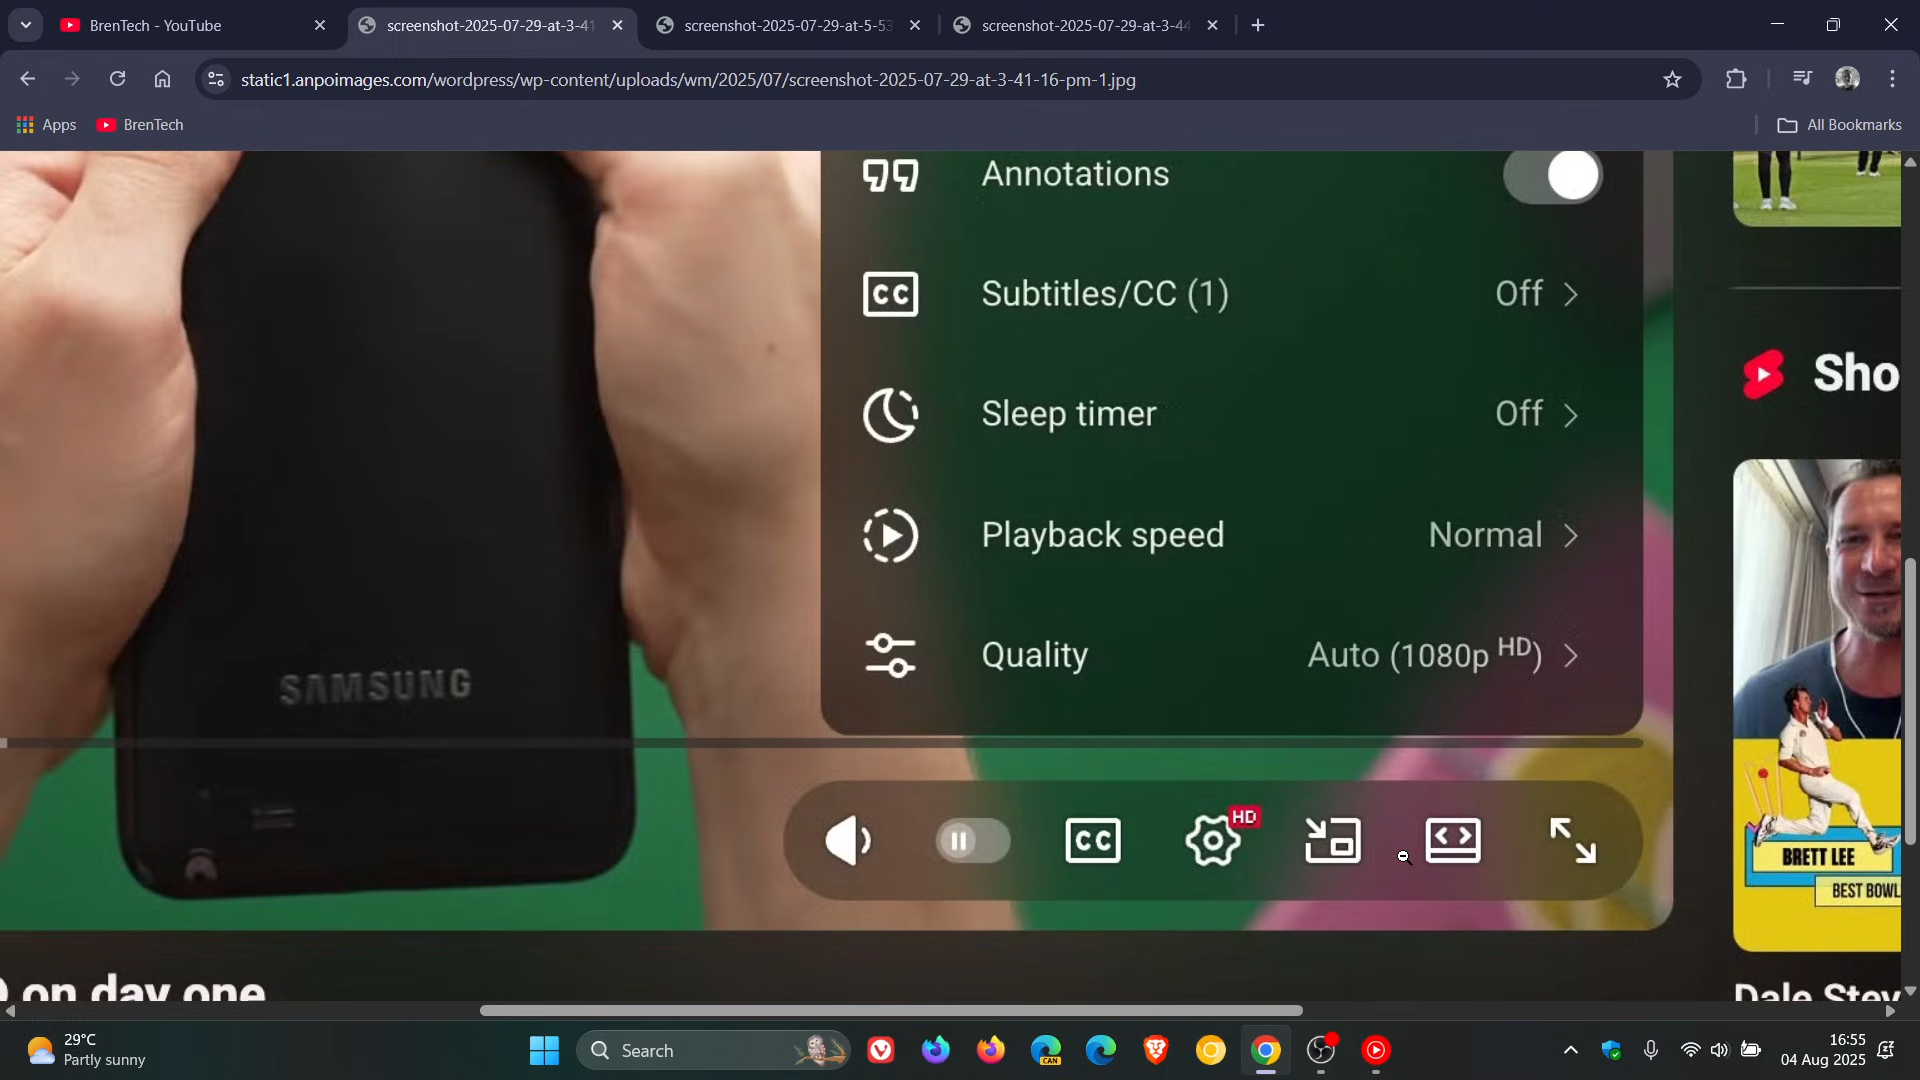 BrenTech - YouTube
screenshot-2025-07-29-at-3-41
screenshot-2025-07-29-at-5-53
screenshot-2025-07-29-at-3-44
static1.anpoimages.com/wordpress/wp-content/uploads/wm/2025/07/screenshot-2025-07-29-at-3-41-16-pm-1.jpg
Apps
BrenTech
All Bookmarks
Annotations
CC Subtitles/CC (1) Off
Sleep timer Off
Playback speed Normal
Quality Auto (1080p HD)
SAMSUNG
CC
HD
on day one
Sho
BRETT LEE
BEST BOWL
Dale Stey
29°C
Partly sunny
Search
CAN
16:55
04 Aug 2025